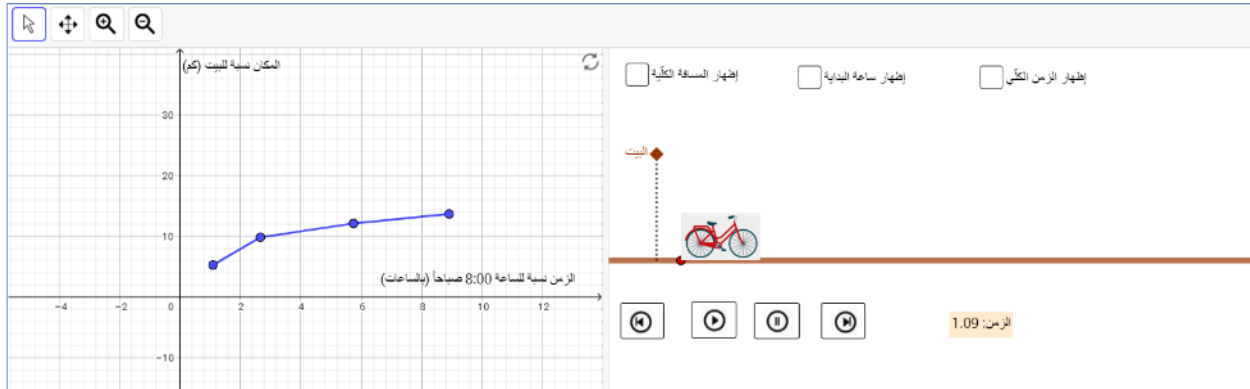 المكان نسبة للبيت (كم)
30
20
10
-10
-4
-2
0
2
4
6
8
10
12
الزمن نسبة للساعة 8:00 صباحاً (بالساعات)
إظهار المسافة الكلّية
إظهار ساعة البداية
إظهار الزمن الكلّي
البيت
الزمن: 1.09